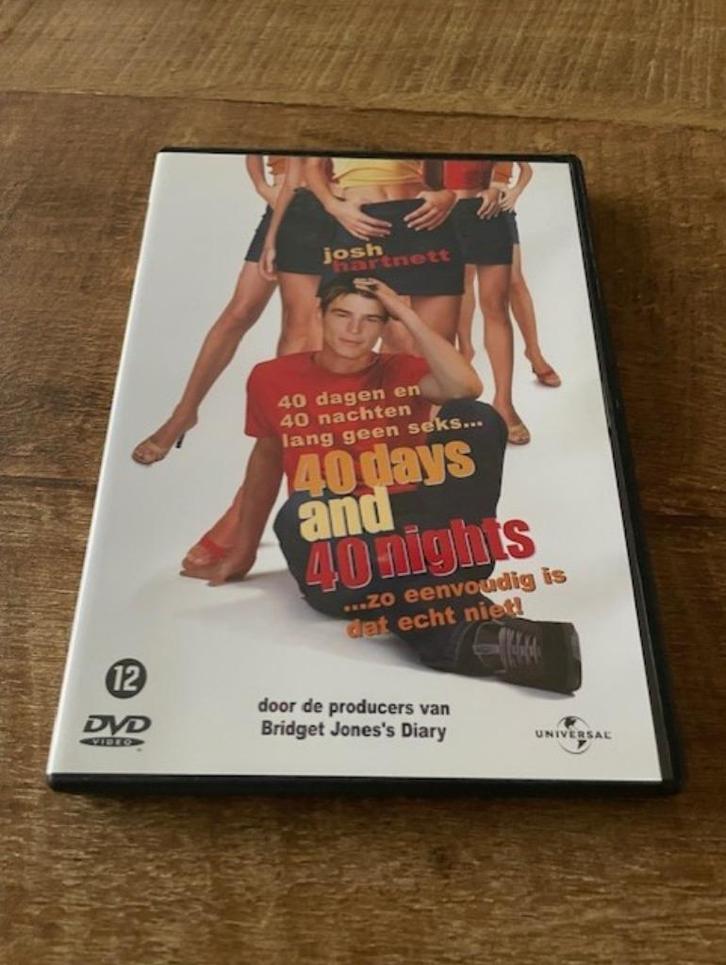 josh
hartnett
40 dagen en
40 nachten
lang geen seks...
40 days
and
40 nights
...zo eenvoudig is
dat echt niet!
12
DVD
VIDEO
door de producers van
Bridget Jones's Diary
UNIVERSAL